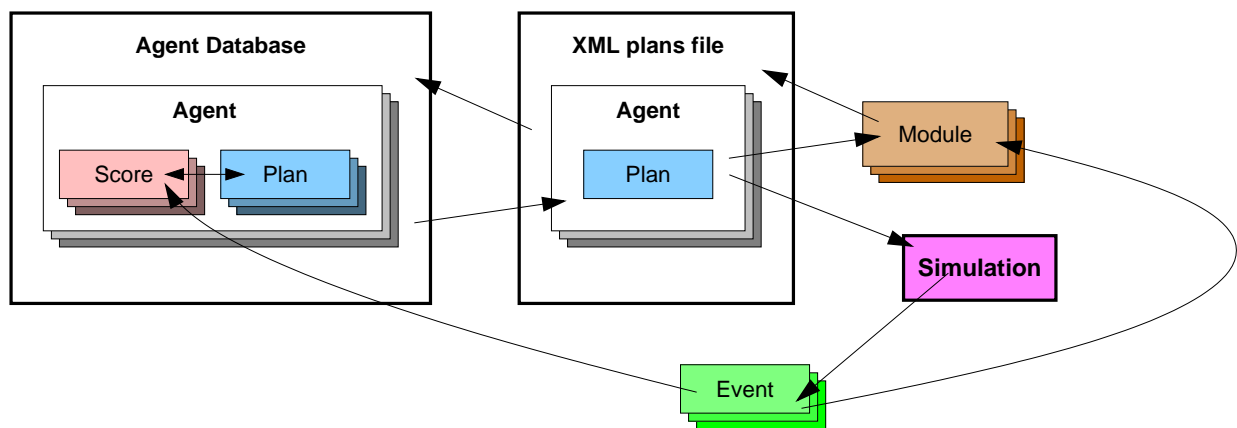 Agent Database
XML plans file
Agent
Agent
Module
Score
Plan
Plan
Simulation
Event